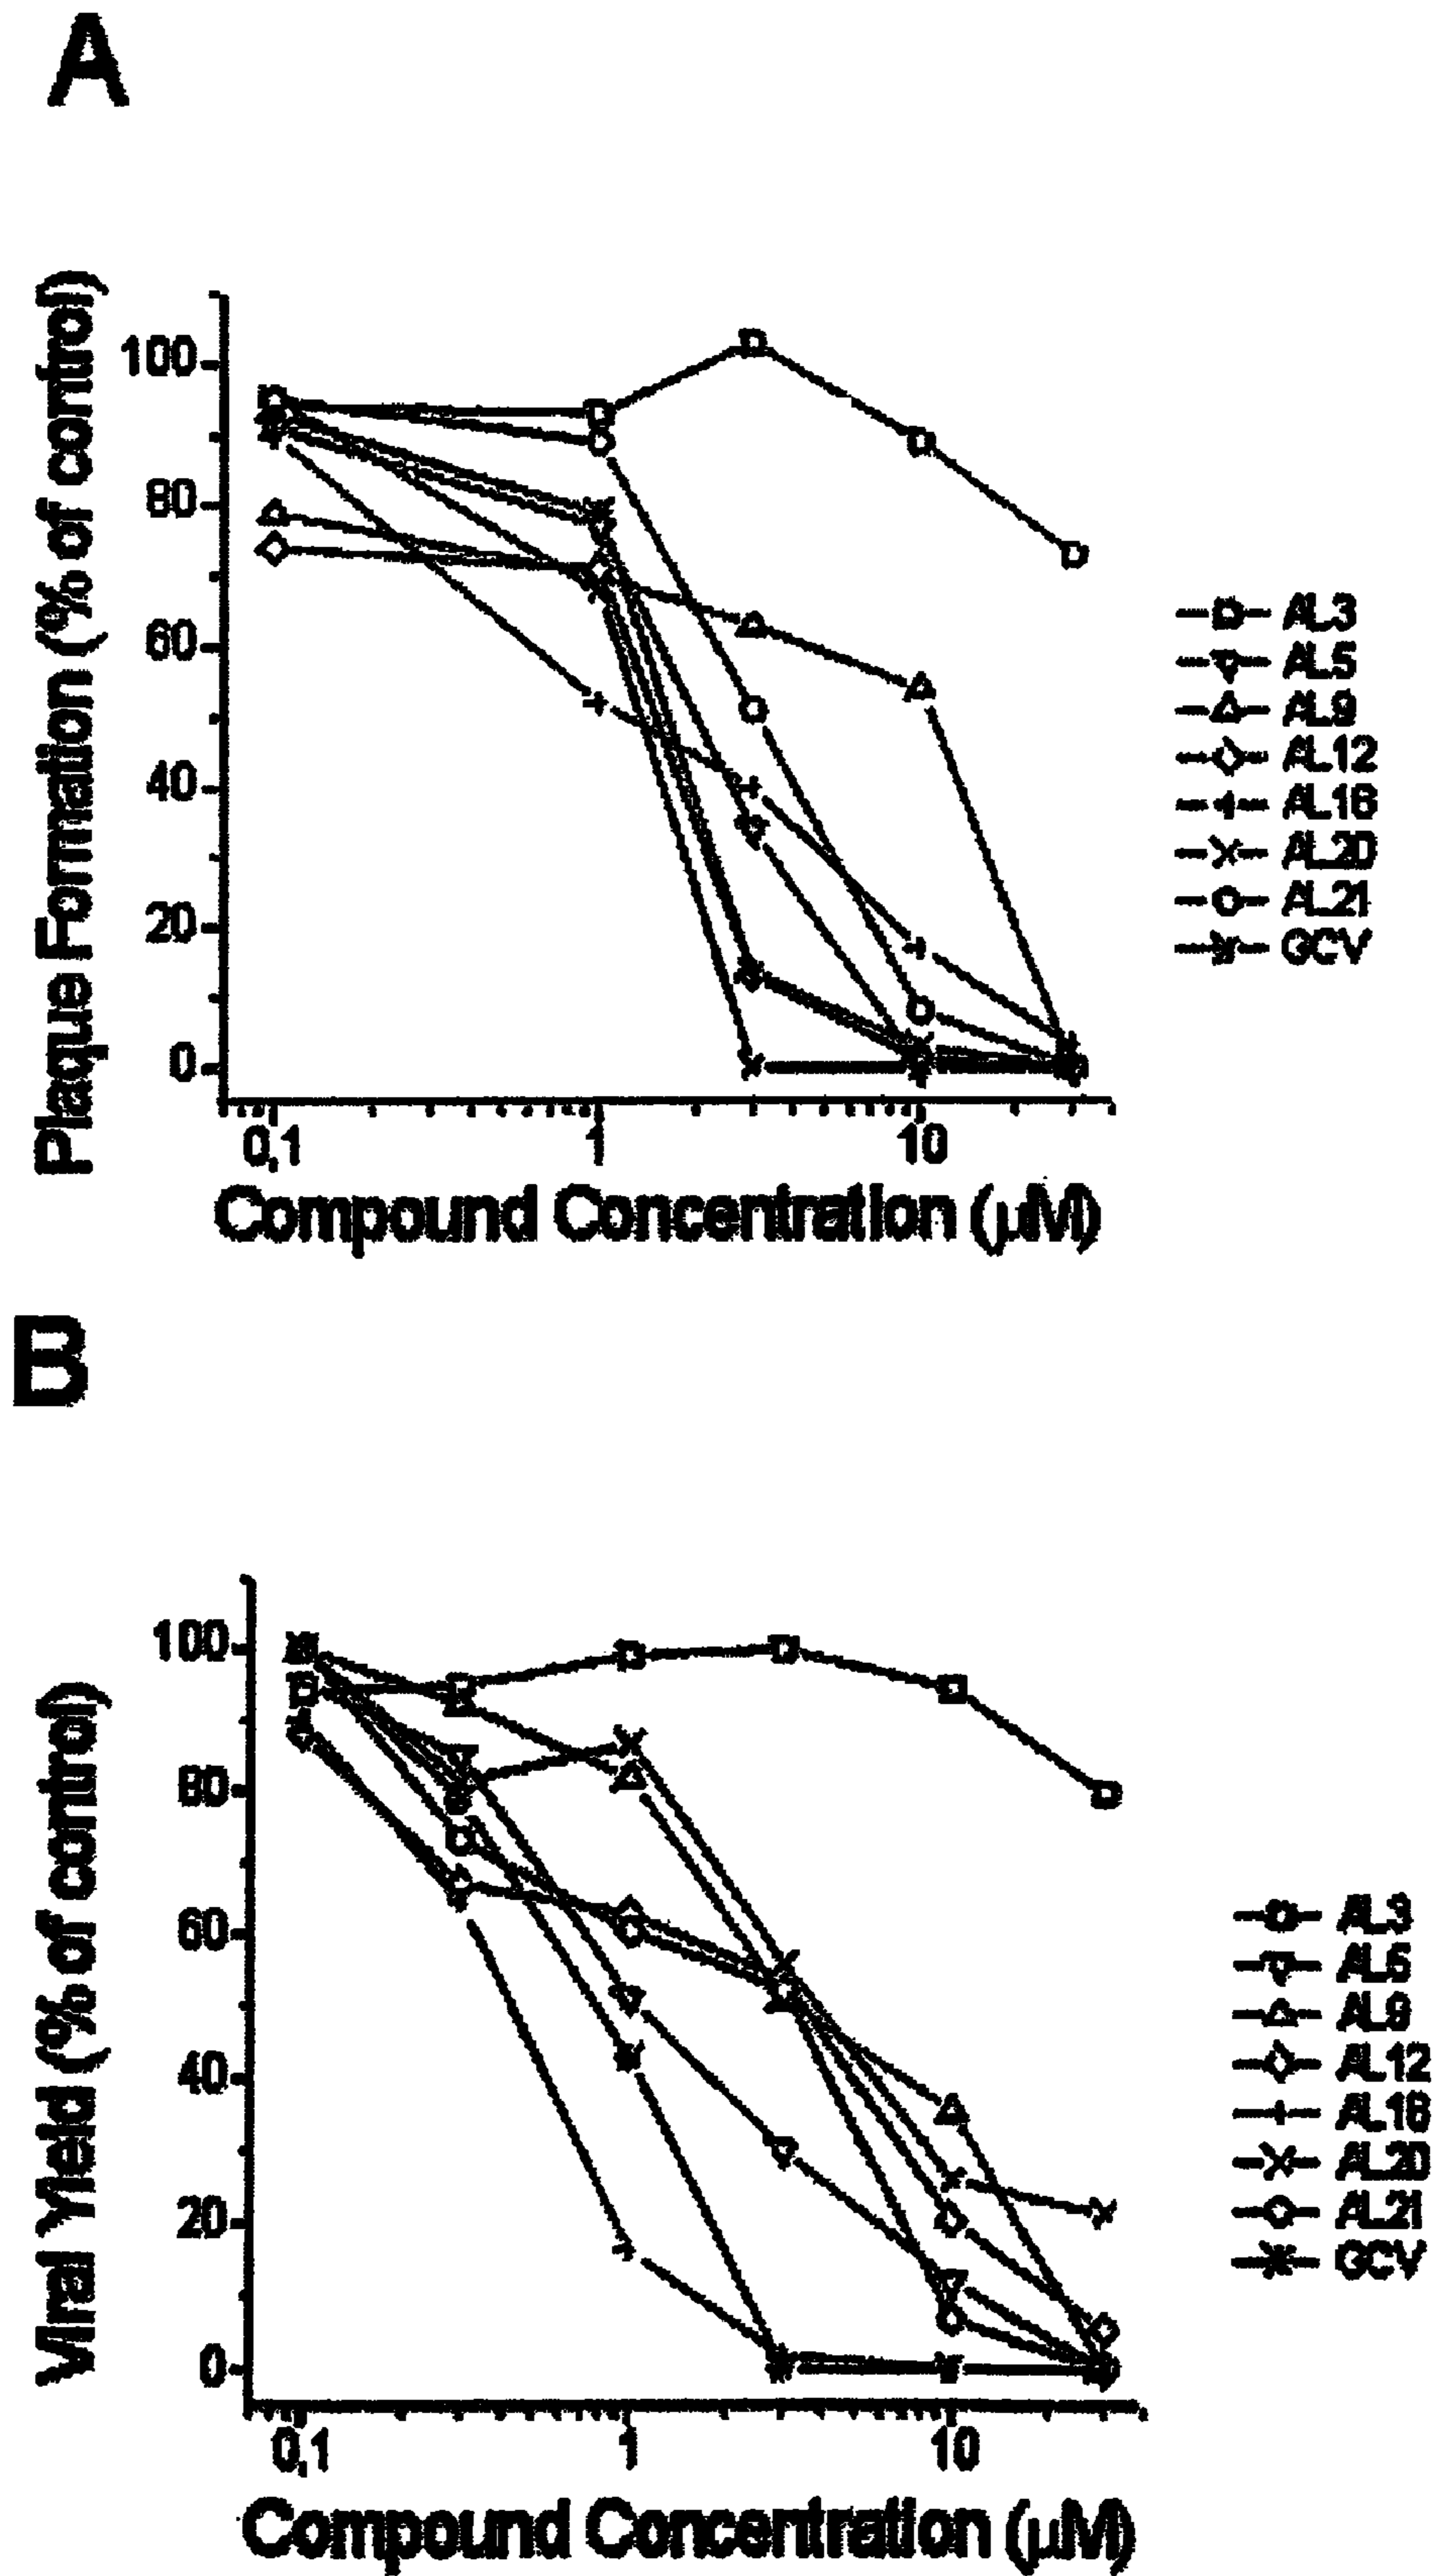 A
Plaque Formation (% of control)
100
80
60
40
20
0
0,1
1
10
Compound Concentration (µM)
AL3
AL5
AL9
AL12
AL16
AL20
AL21
GCV
B
Viral Yield (% of control)
100
80
60
40
20
0
0,1
1
10
Compound Concentration (µM)
AL3
AL5
AL9
AL12
AL16
AL20
AL21
GCV